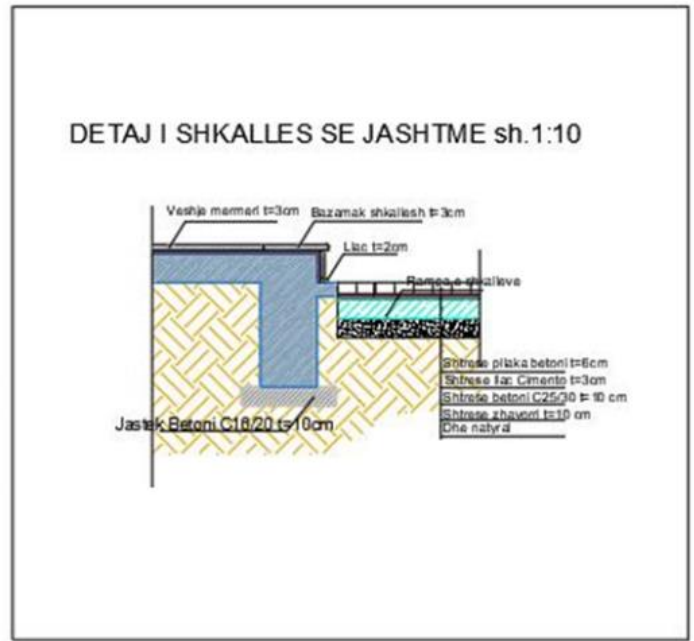 DETAJ I SHKALLES SE JASHTME sh.1:10
Veshje mermeri t=3cm
Bazamak shkallesh t=3cm
Llac t=2cm
Rampa e shkalleve
Shtrese pllaka betoni t=6cm
Shtrese llac Cimento t=3cm
Shtrese betoni C25/30 t=10 cm
Shtrese zhavorri t=10 cm
Dhe natyral
Jastek Betoni C16/20 t=10cm